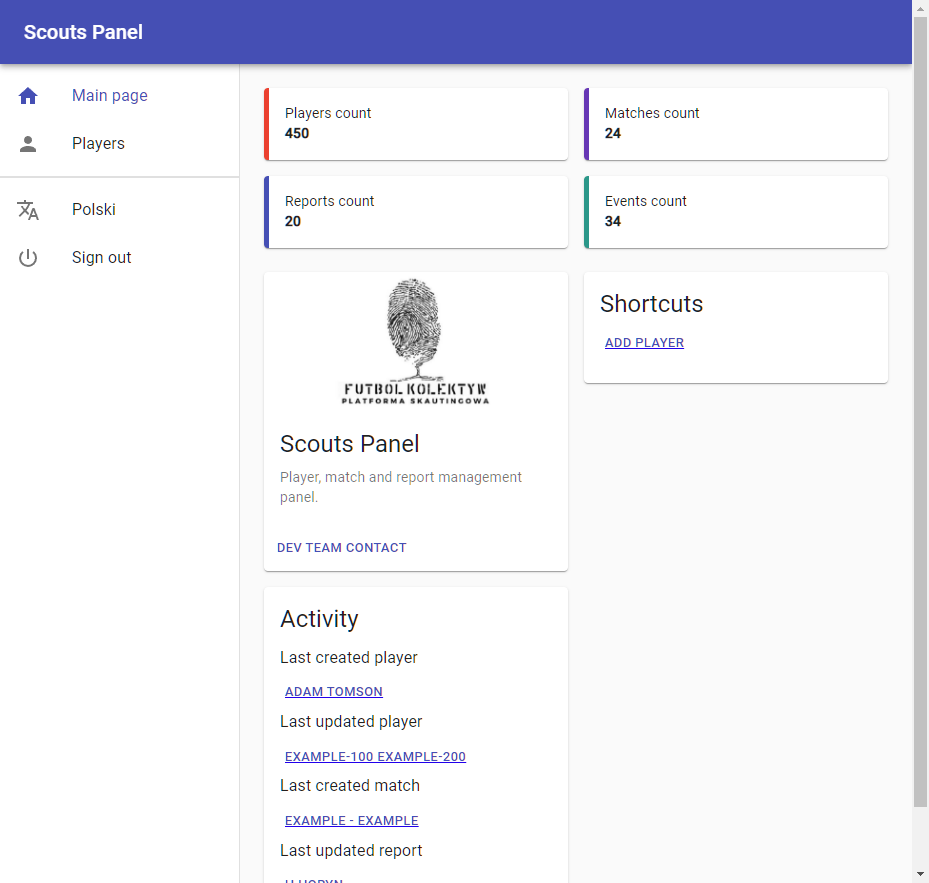 Scouts Panel
Main page
Players
Polski
Sign out
Players count
450
Matches count
24
Reports count
20
Events count
34
FUTBOL KOLEKTYW
PLATFORMA SKAUTINGOWA
Scouts Panel
Player, match and report management
panel.
DEV TEAM CONTACT
Shortcuts
ADD PLAYER
Activity
Last created player
ADAM TOMSON
Last updated player
EXAMPLE-100 EXAMPLE-200
Last created match
EXAMPLE - EXAMPLE
Last updated report